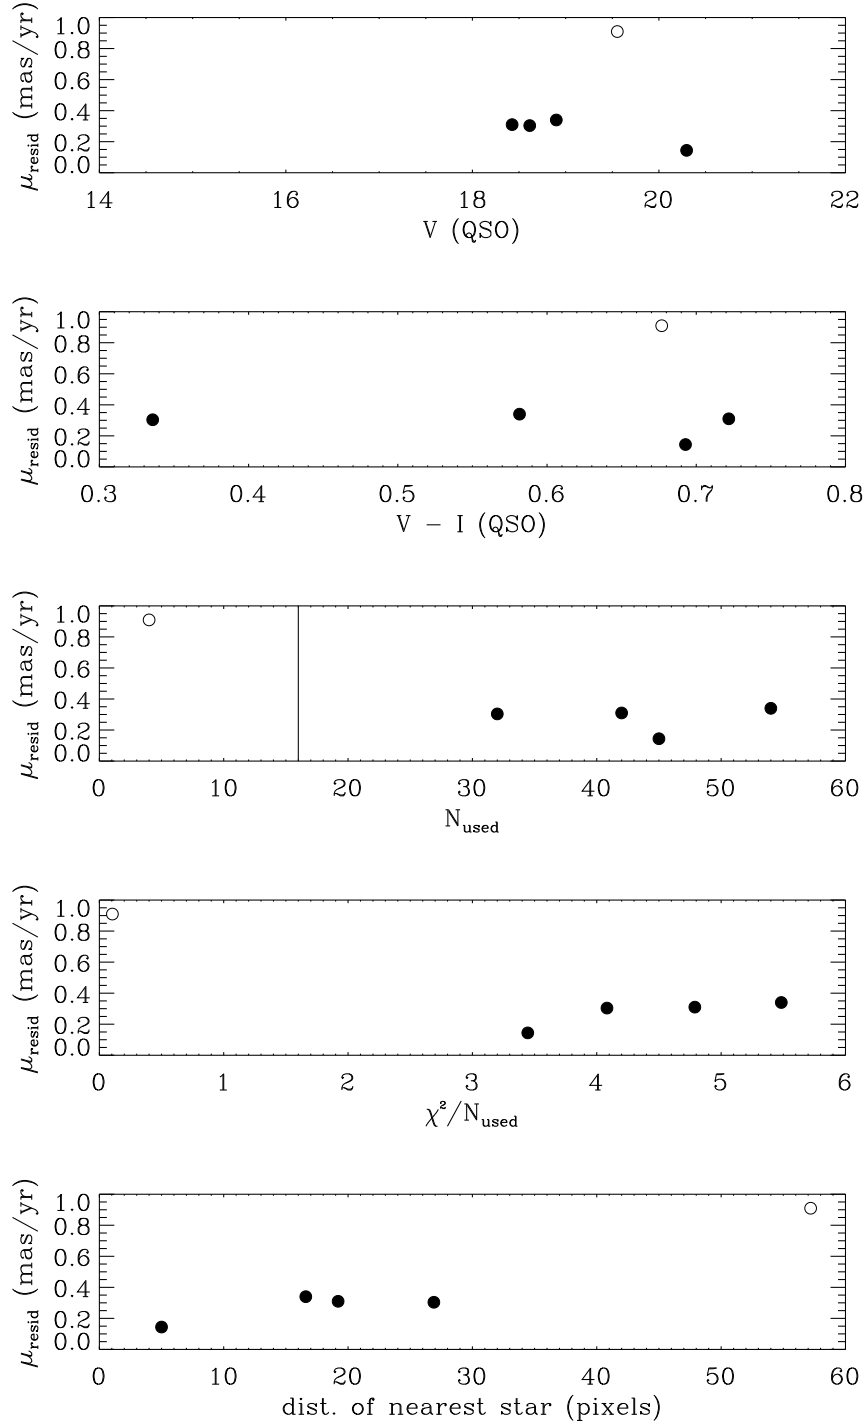 μresid (mas/yr)
1.0
0.8
0.6
0.4
0.2
0.0
14 16 18 20 22
V (QSO)
μresid (mas/yr)
1.0
0.8
0.6
0.4
0.2
0.0
0.3 0.4 0.5 0.6 0.7 0.8
V − I (QSO)
μresid (mas/yr)
1.0
0.8
0.6
0.4
0.2
0.0
0 10 20 30 40 50 60
Nused
μresid (mas/yr)
1.0
0.8
0.6
0.4
0.2
0.0
0 1 2 3 4 5 6
χ²/Nused
μresid (mas/yr)
1.0
0.8
0.6
0.4
0.2
0.0
0 10 20 30 40 50 60
dist. of nearest star (pixels)